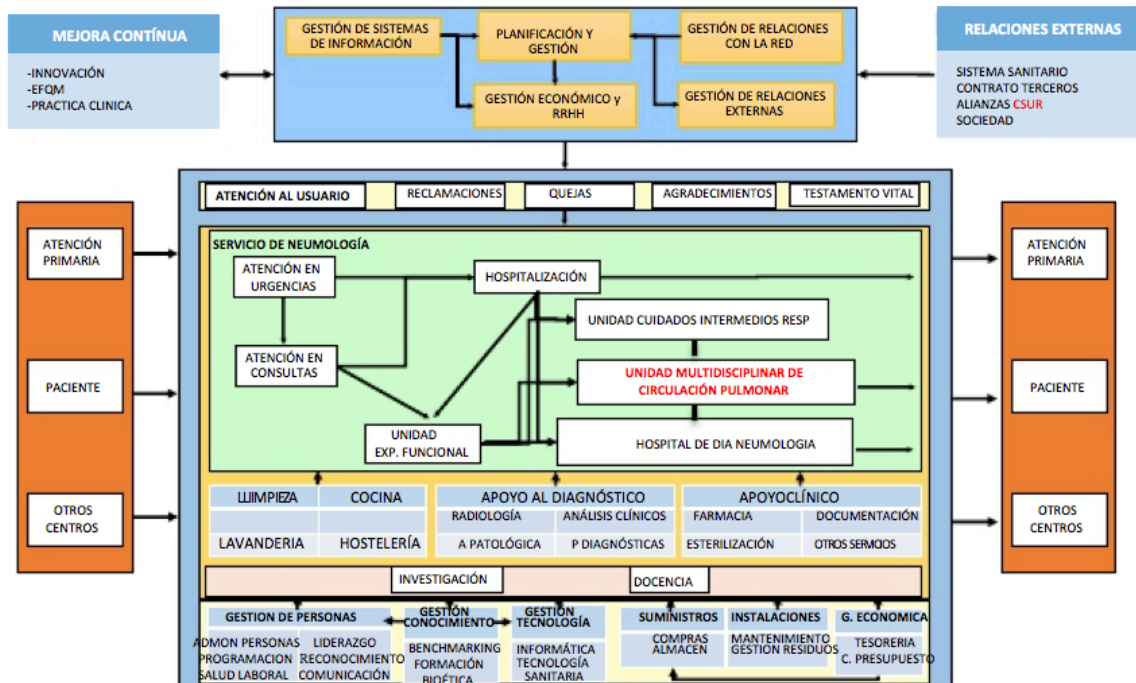 MEJORA CONTÍNUA
-INNOVACIÓN
-EFQM
-PRACTICA CLINICA
GESTIÓN DE SISTEMAS
DE INFORMACIÓN
PLANIFICACIÓN Y
GESTIÓN
GESTIÓN DE RELACIONES
CON LA RED
GESTIÓN ECONÓMICO y
RRHH
GESTIÓN DE RELACIONES
EXTERNAS
RELACIONES EXTERNAS
SISTEMA SANITARIO
CONTRATO TERCEROS
ALIANZAS CSUR
SOCIEDAD
ATENCIÓN AL USUARIO
RECLAMACIONES
QUEJAS
AGRADECIMIENTOS
TESTAMENTO VITAL
ATENCIÓN
PRIMARIA
PACIENTE
OTROS
CENTROS
SERVICIO DE NEUMOLOGÍA
ATENCIÓN EN
URGENCIAS
HOSPITALIZACIÓN
UNIDAD CUIDADOS INTERMEDIOS RESP
ATENCIÓN EN
CONSULTAS
UNIDAD MULTIDISCIPLINAR DE
CIRCULACIÓN PULMONAR
UNIDAD
EXP. FUNCIONAL
HOSPITAL DE DIA NEUMOLOGIA
ATENCIÓN
PRIMARIA
PACIENTE
OTROS
CENTROS
LUIMPIEZA
COCINA
LAVANDERIA
HOSTELERÍA
APOYO AL DIAGNÓSTICO
RADIOLOGÍA
ANÁLISIS CLÍNICOS
A PATOLÓGICA
P DIAGNÓSTICAS
APOYOCLÍNICO
FARMACIA
DOCUMENTACIÓN
ESTERILIZACIÓN
OTROS SERVICIOS
INVESTIGACIÓN
DOCENCIA
GESTION DE PERSONAS
ADMON PERSONAS
PROGRAMACION
SALUD LABORAL
LIDERAZGO
RECONOCIMIENTO
COMUNICACIÓN
GESTIÓN
CONOCIMIENTO
BENCHMARKING
FORMACIÓN
BIOÉTICA
GESTIÓN
TECNOLOGÍA
INFORMÁTICA
TECNOLOGÍA
SANITARIA
SUMINISTROS
COMPRAS
ALMACEN
INSTALACIONES
MANTENIMIENTO
GESTIÓN RESIDUOS
G. ECONOMICA
TESORERIA
C. PRESUPUESTO